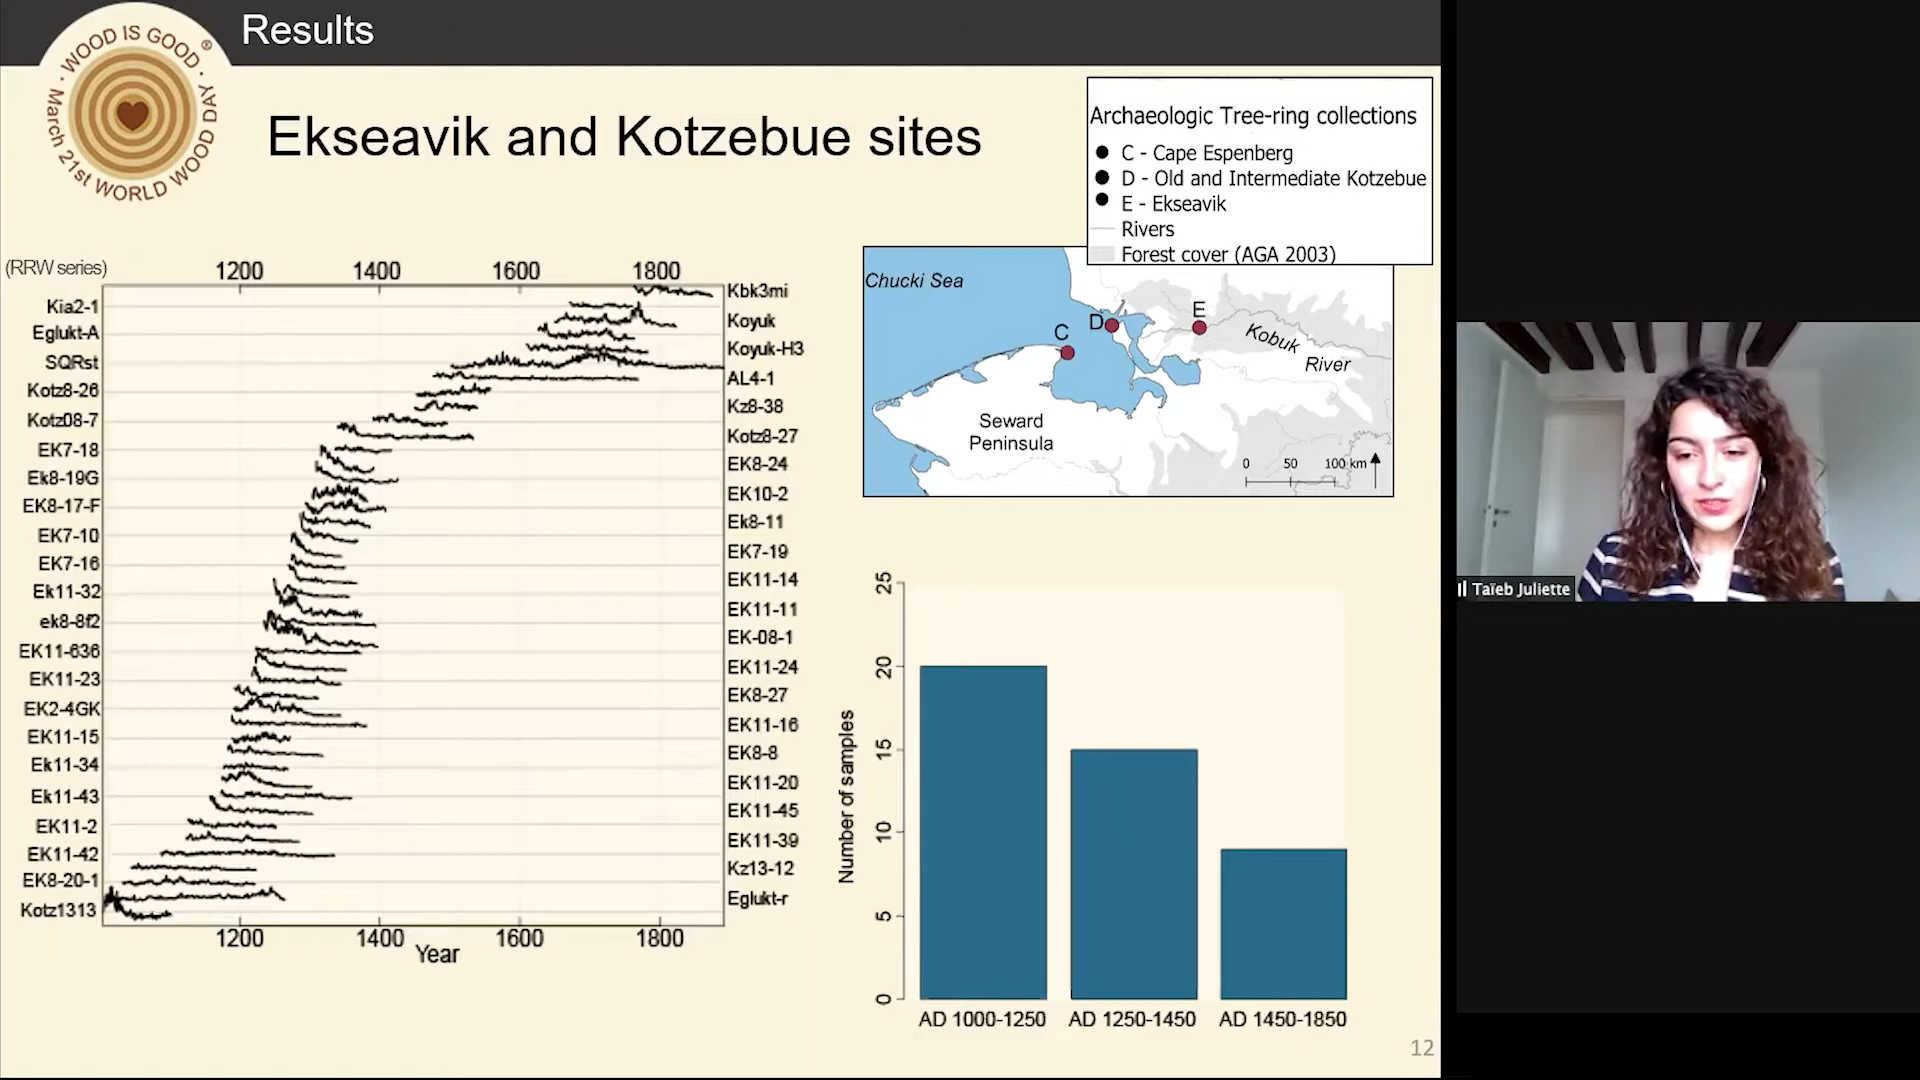 Results
WOOD IS GOOD ®
March 21st WORLD WOOD DAY
Ekseavik and Kotzebue sites
Archaeologic Tree-ring collections
C - Cape Espenberg
D - Old and Intermediate Kotzebue
E - Ekseavik
Rivers
Forest cover (AGA 2003)
Chucki Sea
C
D
E
Kobuk
River
Seward
Peninsula
0 50 100 km
(RRW series)
1200 1400 1600 1800
Kia2-1
Eglukt-A
SQRst
Kotz8-26
Kotz08-7
EK7-18
Ek8-19G
EK8-17-F
EK7-10
EK7-16
Ek11-32
ek8-8f2
EK11-636
EK11-23
EK2-4GK
EK11-15
Ek11-34
Ek11-43
EK11-2
EK11-42
EK8-20-1
Kotz1313
Kbk3mi
Koyuk
Koyuk-H3
AL4-1
Kz8-38
Kotz8-27
EK8-24
EK10-2
Ek8-11
EK7-19
EK11-14
EK11-11
EK-08-1
EK11-24
EK8-27
EK11-16
EK8-8
EK11-20
EK11-45
EK11-39
Kz13-12
Eglukt-r
1200 1400 1600 1800
Year
Number of samples
25
20
15
10
5
0
AD 1000-1250 AD 1250-1450 AD 1450-1850
12
Taïeb Juliette